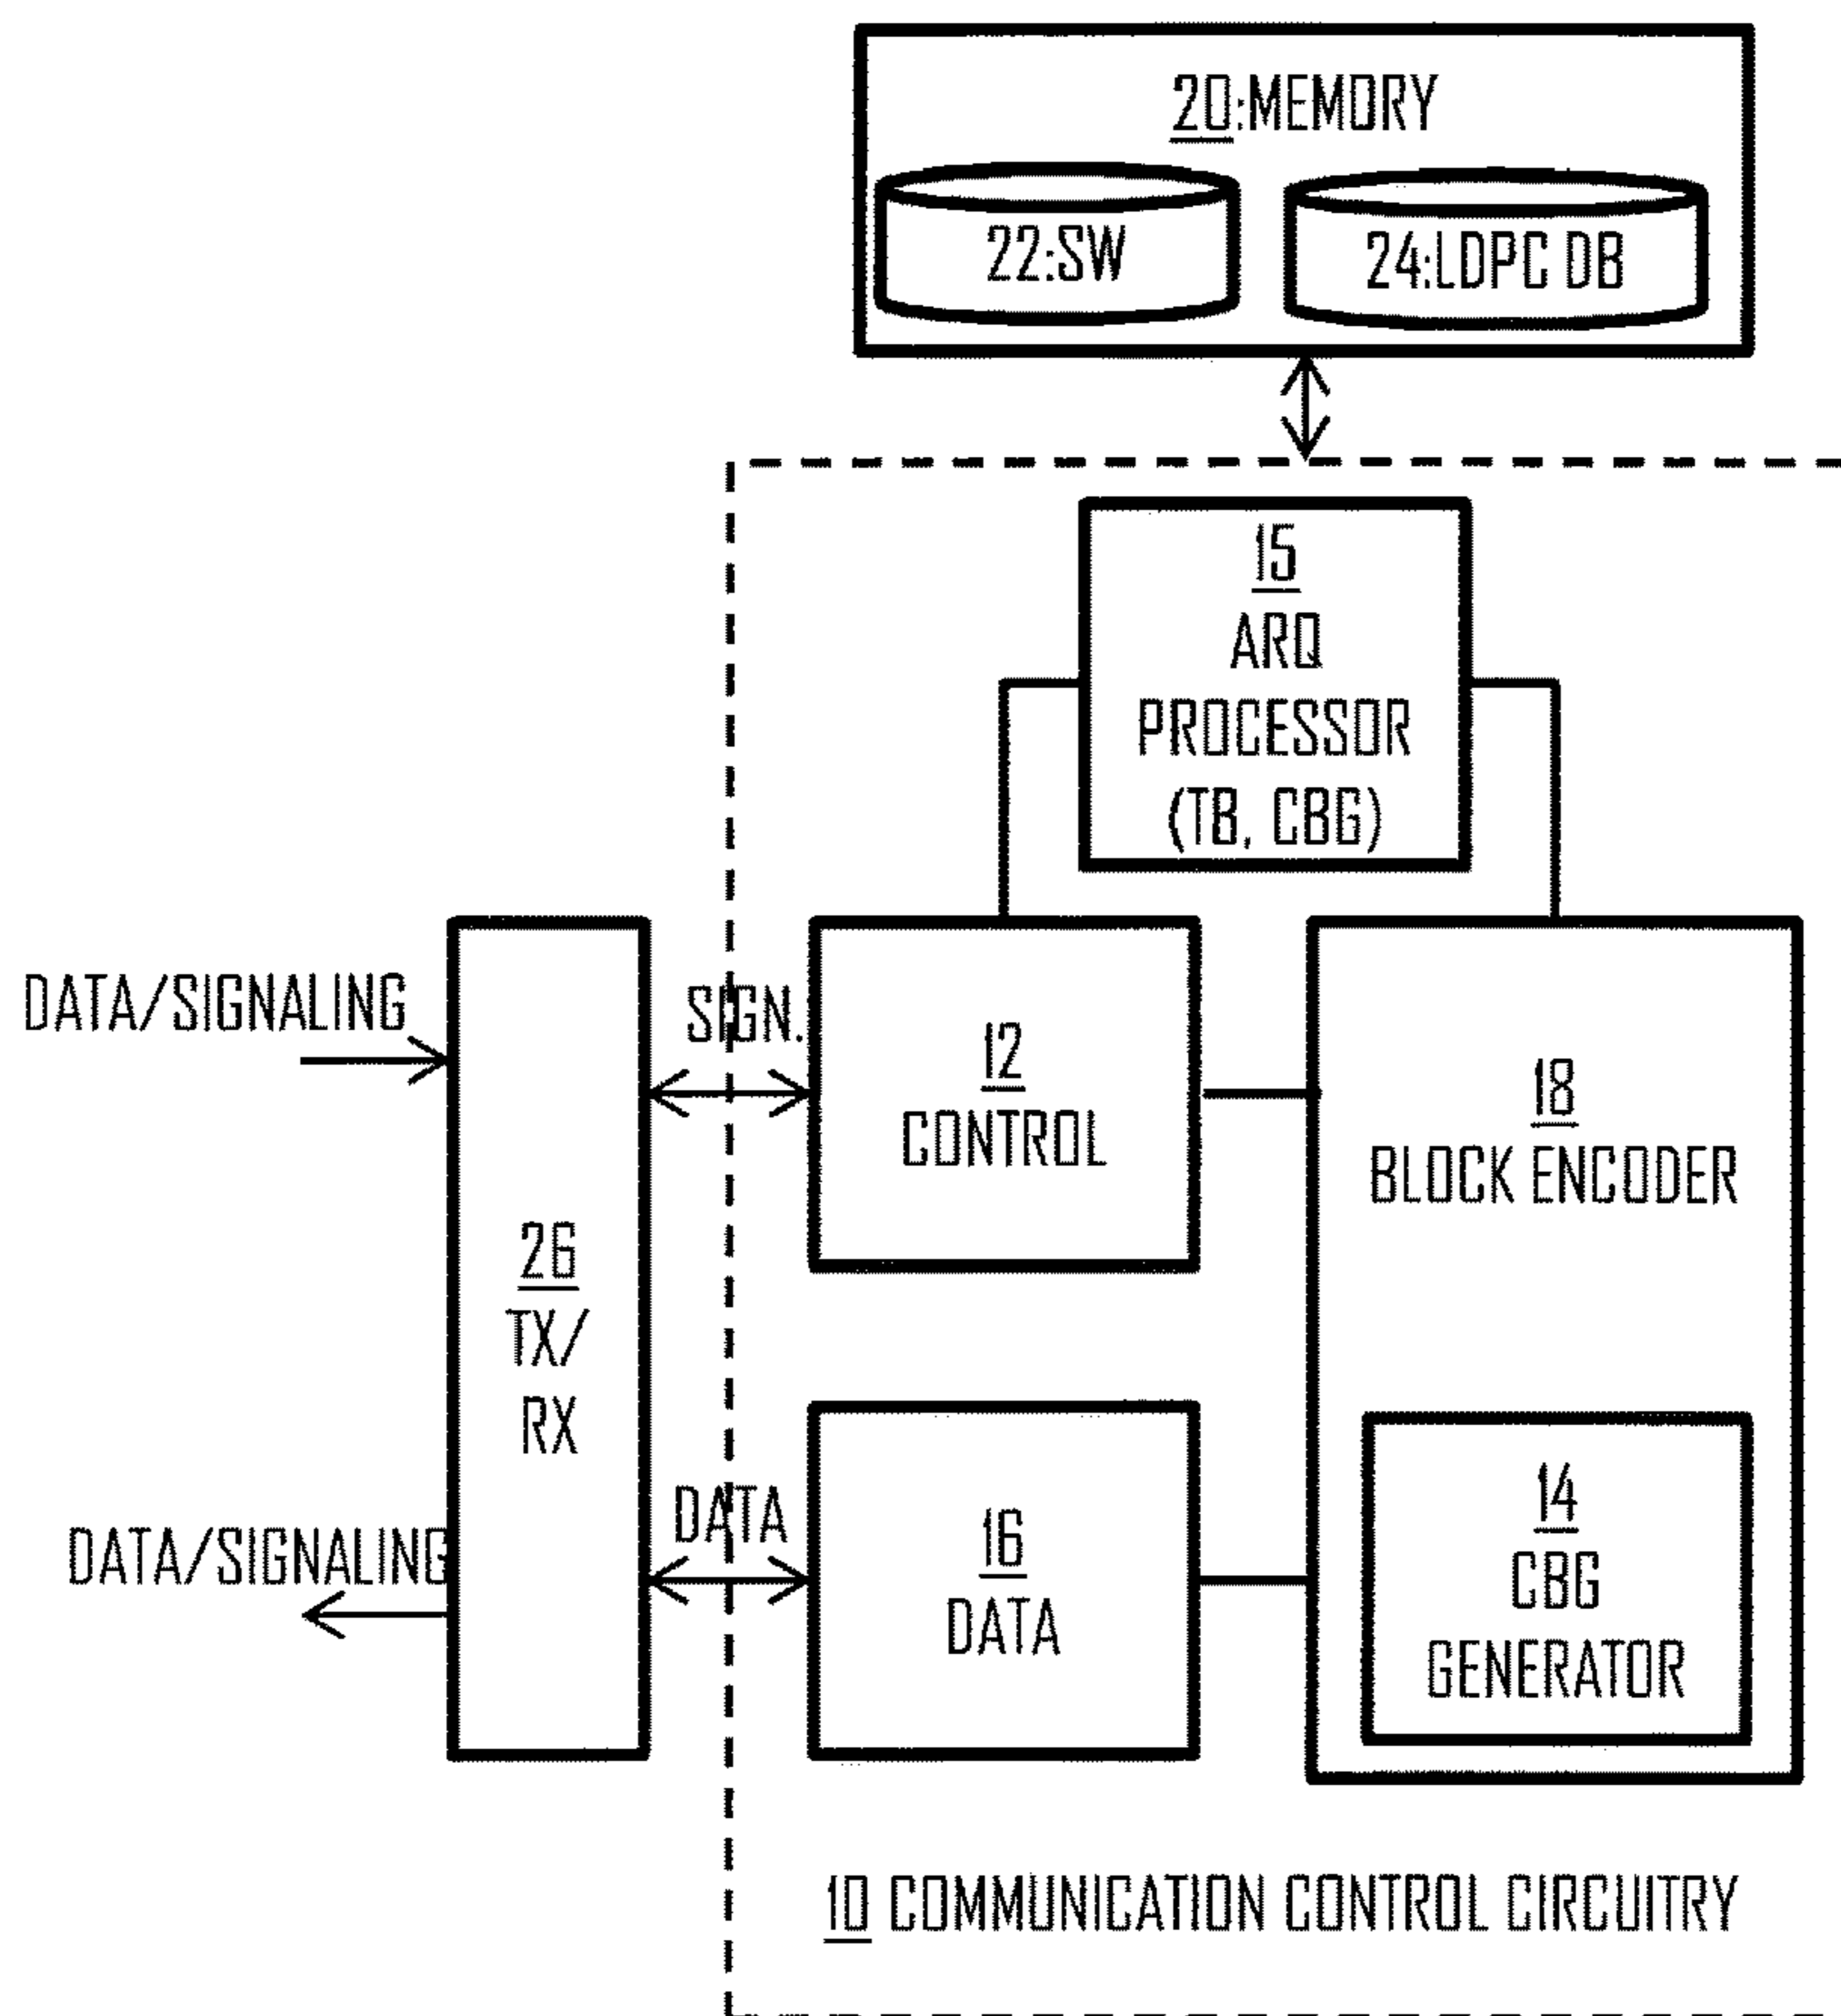 20:MEMORY
22:SW
24:LDPC DB
15
ARQ
PROCESSOR
(TB, CBG)
DATA/SIGNALING
SIGN.
12
CONTROL
18
BLOCK ENCODER
26
TX/
RX
DATA/SIGNALING
DATA
16
DATA
14
CBG
GENERATOR
10 COMMUNICATION CONTROL CIRCUITRY